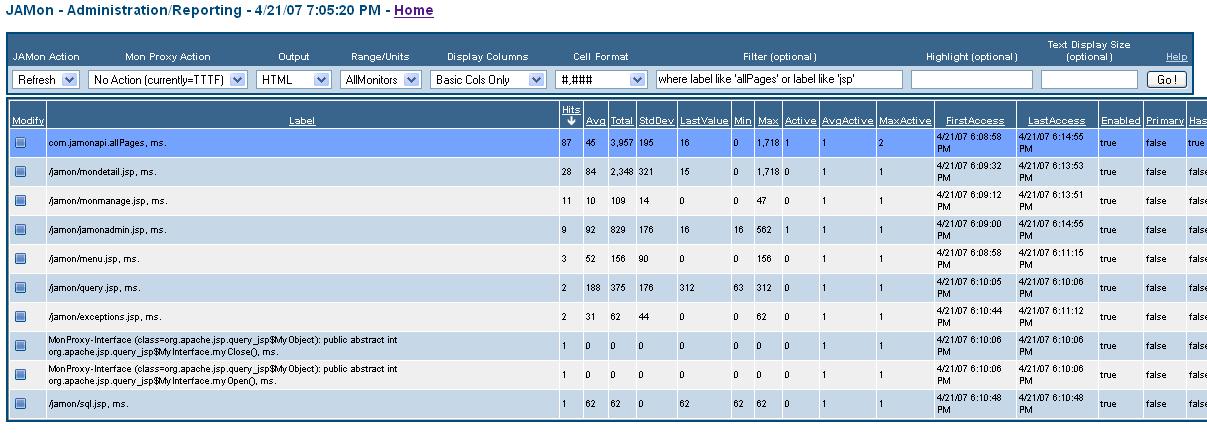 JAMon - Administration/Reporting - 4/21/07 7:05:20 PM - Home
JAMon Action Mon Proxy Action Output Range/Units Display Columns Cell Format Filter (optional) Highlight (optional) Text Display Size (optional) Help
Refresh No Action (currently=TTTF) HTML AllMonitors Basic Cols Only #,### where label like 'allPages' or label like 'jsp' Go !
Modify Label Hits Avg Total StdDev LastValue Min Max Active AvgActive MaxActive FirstAccess LastAccess Enabled Primary Has
com.jamonapi.allPages, ms. 87 45 3,957 195 16 0 1,718 1 1 2 4/21/07 6:08:58 PM 4/21/07 6:14:55 PM true false true
/jamon/mondetail.jsp, ms. 28 84 2,348 321 15 0 1,718 0 1 1 4/21/07 6:09:32 PM 4/21/07 6:13:53 PM true false false
/jamon/monmanage.jsp, ms. 11 10 109 14 0 0 47 0 1 1 4/21/07 6:09:12 PM 4/21/07 6:13:51 PM true false false
/jamon/jamonadmin.jsp, ms. 9 92 829 176 16 16 562 1 1 1 4/21/07 6:09:00 PM 4/21/07 6:14:55 PM true false false
/jamon/menu.jsp, ms. 3 52 156 90 0 0 156 0 1 1 4/21/07 6:08:58 PM 4/21/07 6:11:15 PM true false false
/jamon/query.jsp, ms. 2 188 375 176 312 63 312 0 1 1 4/21/07 6:10:05 PM 4/21/07 6:10:06 PM true false false
/jamon/exceptions.jsp, ms. 2 31 62 44 0 0 62 0 1 1 4/21/07 6:10:44 PM 4/21/07 6:11:12 PM true false false
MonProxy-Interface (class=org.apache.jsp.query_jsp$MyObject): public abstract int
org.apache.jsp.query_jsp$MyInterface.myClose(), ms. 1 0 0 0 0 0 0 0 1 1 4/21/07 6:10:06 PM 4/21/07 6:10:06 PM true false false
MonProxy-Interface (class=org.apache.jsp.query_jsp$MyObject): public abstract int
org.apache.jsp.query_jsp$MyInterface.myOpen(), ms. 1 0 0 0 0 0 0 0 1 1 4/21/07 6:10:06 PM 4/21/07 6:10:06 PM true false false
/jamon/sql.jsp, ms. 1 62 62 0 62 62 62 0 1 1 4/21/07 6:10:48 PM 4/21/07 6:10:48 PM true false false